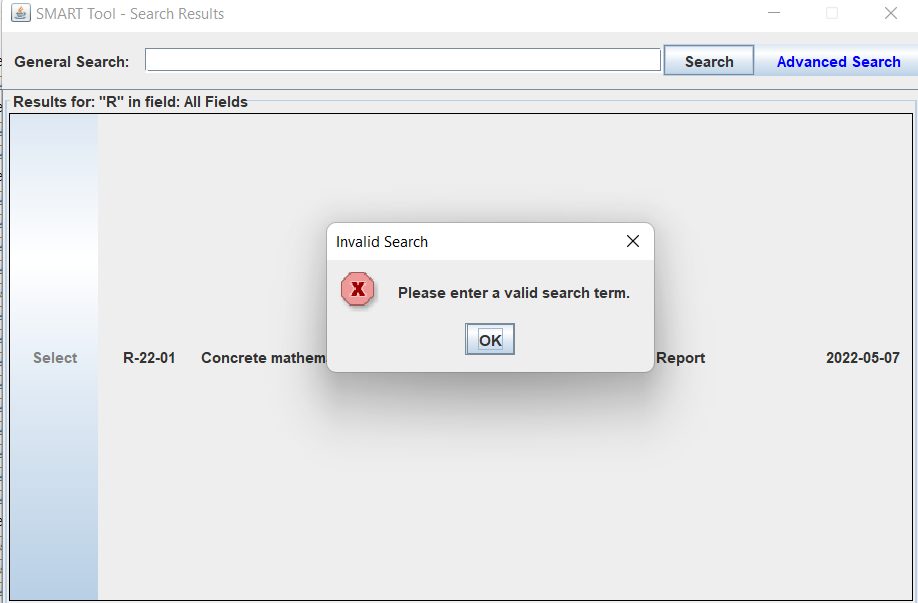 SMART Tool - Search Results
General Search:
Search
Advanced Search
Results for: "R" in field: All Fields
Invalid Search
Please enter a valid search term.
OK
Select R-22-01 Concrete mathem Report 2022-05-07